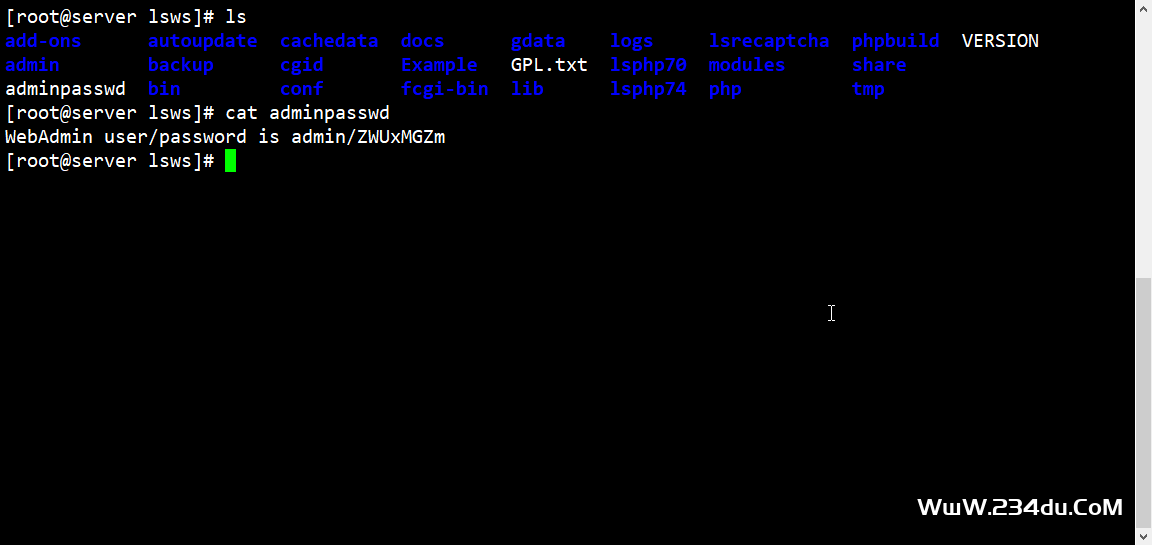 [root@server lsws]# ls
add-ons autoupdate cachedata docs gdata logs lsrecaptcha phpbuild VERSION
admin backup cgid Example GPL.txt lsphp70 modules share
adminpasswd bin conf fcgi-bin lib lsphp74 php tmp
[root@server lsws]# cat adminpasswd
WebAdmin user/password is admin/ZWUxMGZm
[root@server lsws]#
WwW.234du.CoM